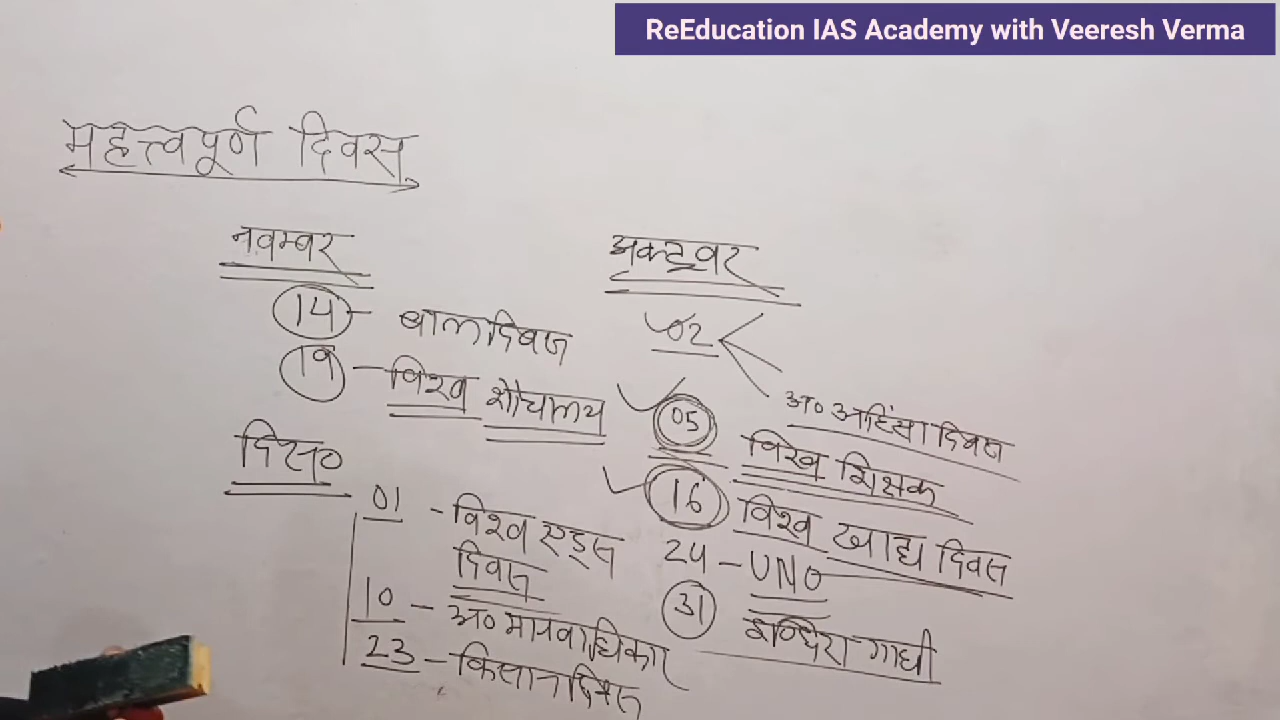 ReEducation IAS Academy with Veeresh Verma
महत्त्वपूर्ण दिवस
नवम्बर
14 - बाल दिवस
19 - विश्व शौचालय
दिस०
01 - विश्व एड्स
दिवस
10 - अ० मानवाधिकार
23 - किसान दिवस
अक्टूबर
02
अ० अहिंसा दिवस
05 विश्व शिक्षक
16 विश्व खाद्य दिवस
24 - UNO
31 इन्धिरा गाधी